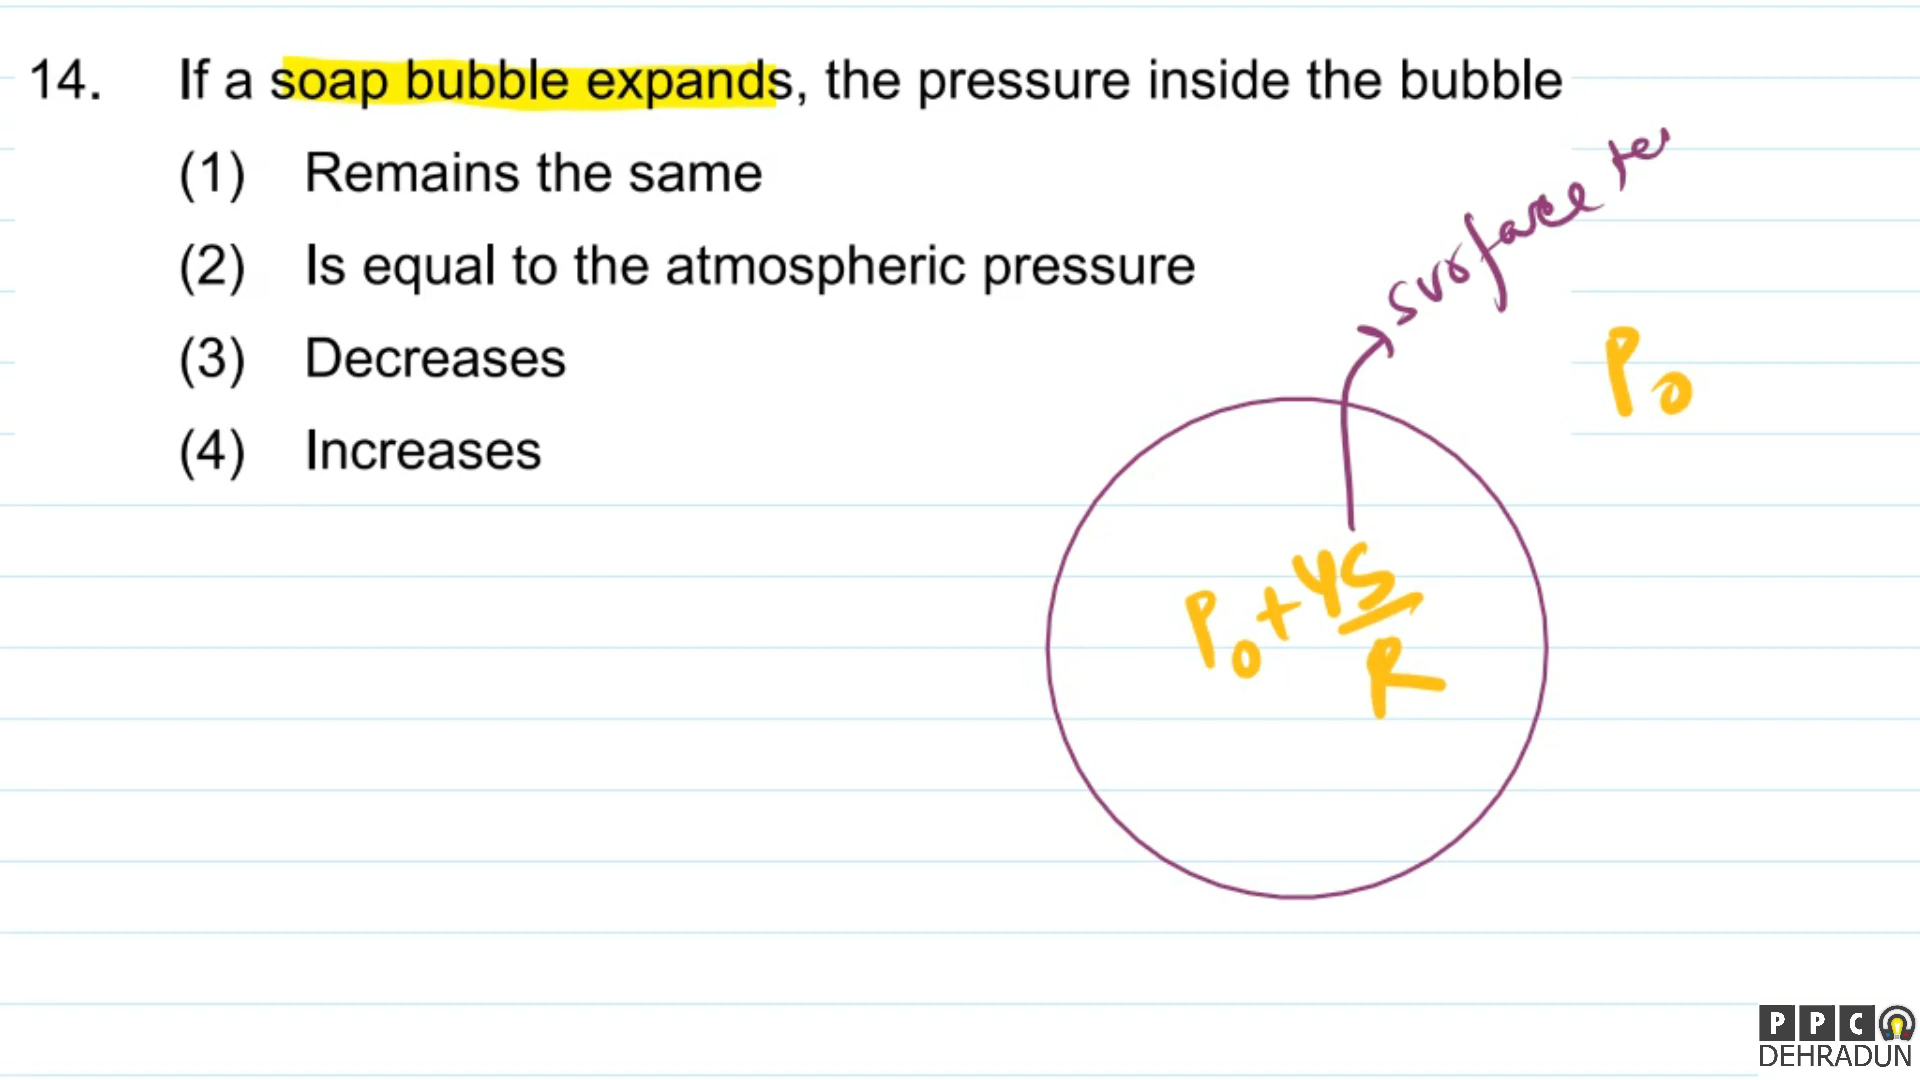 14. If a soap bubble expands, the pressure inside the bubble
(1) Remains the same
(2) Is equal to the atmospheric pressure
(3) Decreases
(4) Increases
surface te
P₀
P₀ + 4S/R
PPC
DEHRADUN